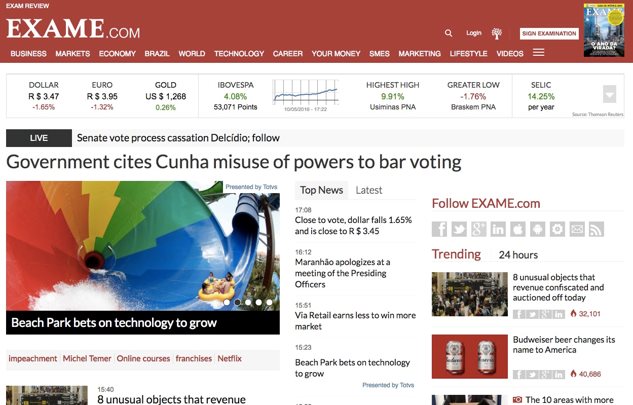 EXAM REVIEW
EXAME.COM
Login
SIGN EXAMINATION
EXAME
O ANO DA
VIRADA?
BUSINESS MARKETS ECONOMY BRAZIL WORLD TECHNOLOGY CAREER YOUR MONEY SMES MARKETING LIFESTYLE VIDEOS
DOLLAR
R $ 3.47
-1.65%
EURO
R $ 3.95
-1.32%
GOLD
US $ 1,268
0.26%
IBOVESPA
4.08%
53,071 Points
10/05/2016 - 17:22
HIGHEST HIGH
9.91%
Usiminas PNA
GREATER LOW
-1.76%
Braskem PNA
SELIC
14.25%
per year
Source: Thomson Reuters
LIVE
Senate vote process cassation Delcídio; follow
Government cites Cunha misuse of powers to bar voting
Presented by Totvs
Beach Park bets on technology to grow
impeachment Michel Temer Online courses franchises Netflix
15:40
8 unusual objects that revenue
Top News Latest
17:08
Close to vote, dollar falls 1.65%
and is close to R $ 3.45
16:12
Maranhão apologizes at a
meeting of the Presiding
Officers
15:51
Via Retail earns less to win more
market
15:23
Beach Park bets on technology
to grow
Presented by Totvs
Follow EXAME.com
Trending 24 hours
8 unusual objects that
revenue confiscated and
auctioned off today
32,101
Budweiser beer changes its
name to America
40,686
The 10 areas with more